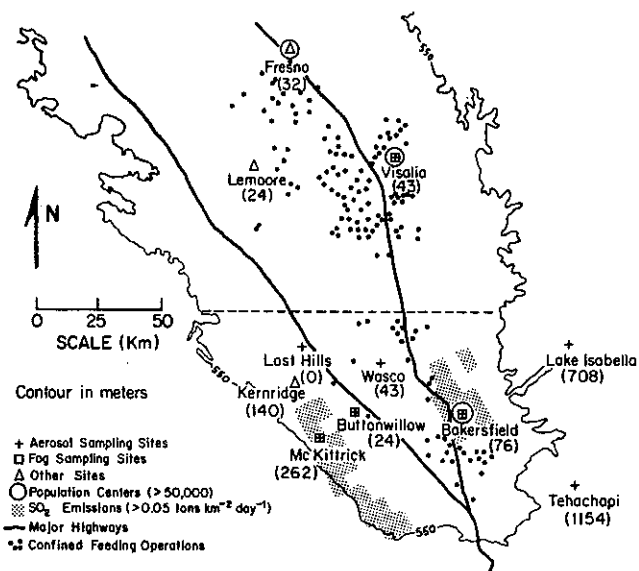 550
Fresno
(32)
Visalia
(43)
Lemoore
(24)
N
0 25 50
SCALE (Km)
550
Lost Hills
(0)
Wasco
(43)
Lake Isabella
(708)
Contour in meters
Kernridge
(140)
Buttonwillow
(24)
Bakersfield
(76)
Mc Kittrick
(262)
Tehachapi
(1154)
550
+ Aerosol Sampling Sites
Fog Sampling Sites
Other Sites
Population Centers (>50,000)
SO₂ Emissions (>0.05 tons km⁻² day⁻¹)
Major Highways
Confined Feeding Operations